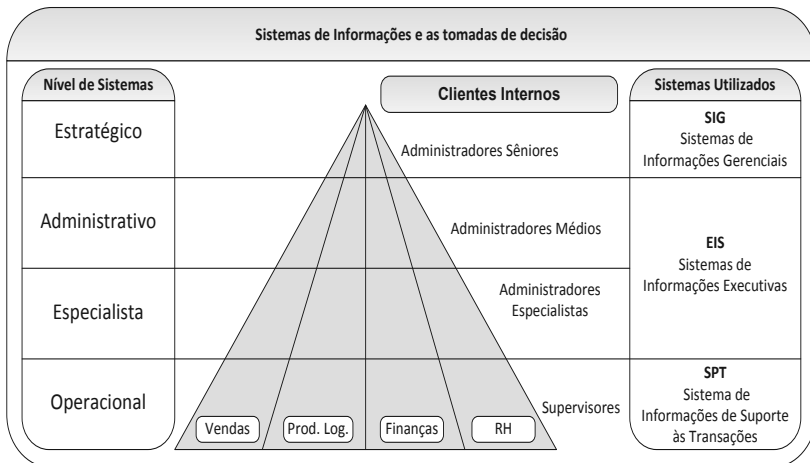 Sistemas de Informações e as tomadas de decisão
Nível de Sistemas
Clientes Internos
Sistemas Utilizados
Estratégico
Administradores Sêniores
SIG
Sistemas de
Informações Gerenciais
Administrativo
Administradores Médios
EIS
Sistemas de
Informações Executivas
Especialista
Administradores
Especialistas
Operacional
Vendas
Prod. Log.
Finanças
RH
Supervisores
SPT
Sistema de
Informações de Suporte
às Transações